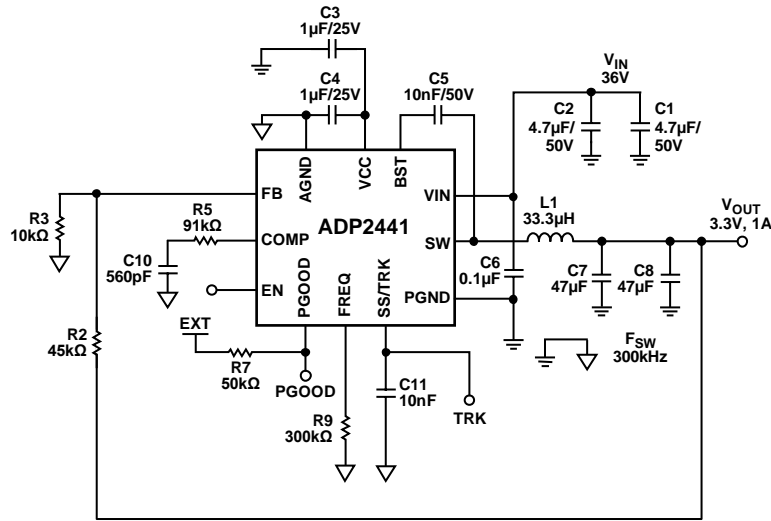 C3
1µF/25V
C4
1µF/25V
C5
10nF/50V
VIN
36V
C2
4.7µF/
50V
C1
4.7µF/
50V
AGND
VCC
BST
FB
VIN
ADP2441
R3
10kΩ
R5
91kΩ
COMP
SW
L1
33.3µH
VOUT
3.3V, 1A
C10
560pF
EN
PGOOD
FREQ
SS/TRK
PGND
C6
0.1µF
C7
47µF
C8
47µF
R2
45kΩ
EXT
R7
50kΩ
PGOOD
C11
10nF
TRK
FSW
300kHz
R9
300kΩ